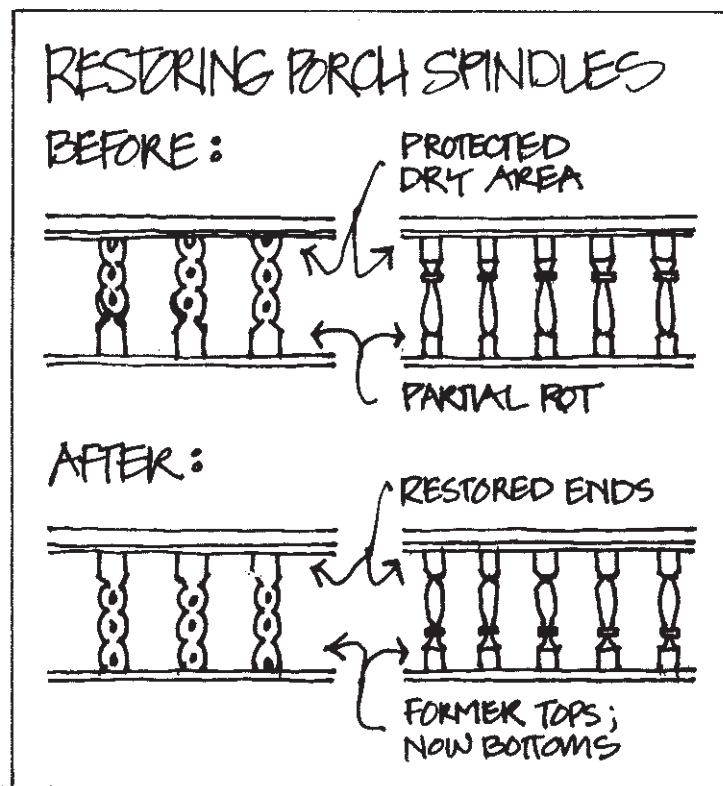 RESTORING PORCH SPINDLES
BEFORE:
PROTECTED
DRY AREA
PARTIAL ROT
AFTER:
RESTORED ENDS
FORMER TOPS;
NOW BOTTOMS